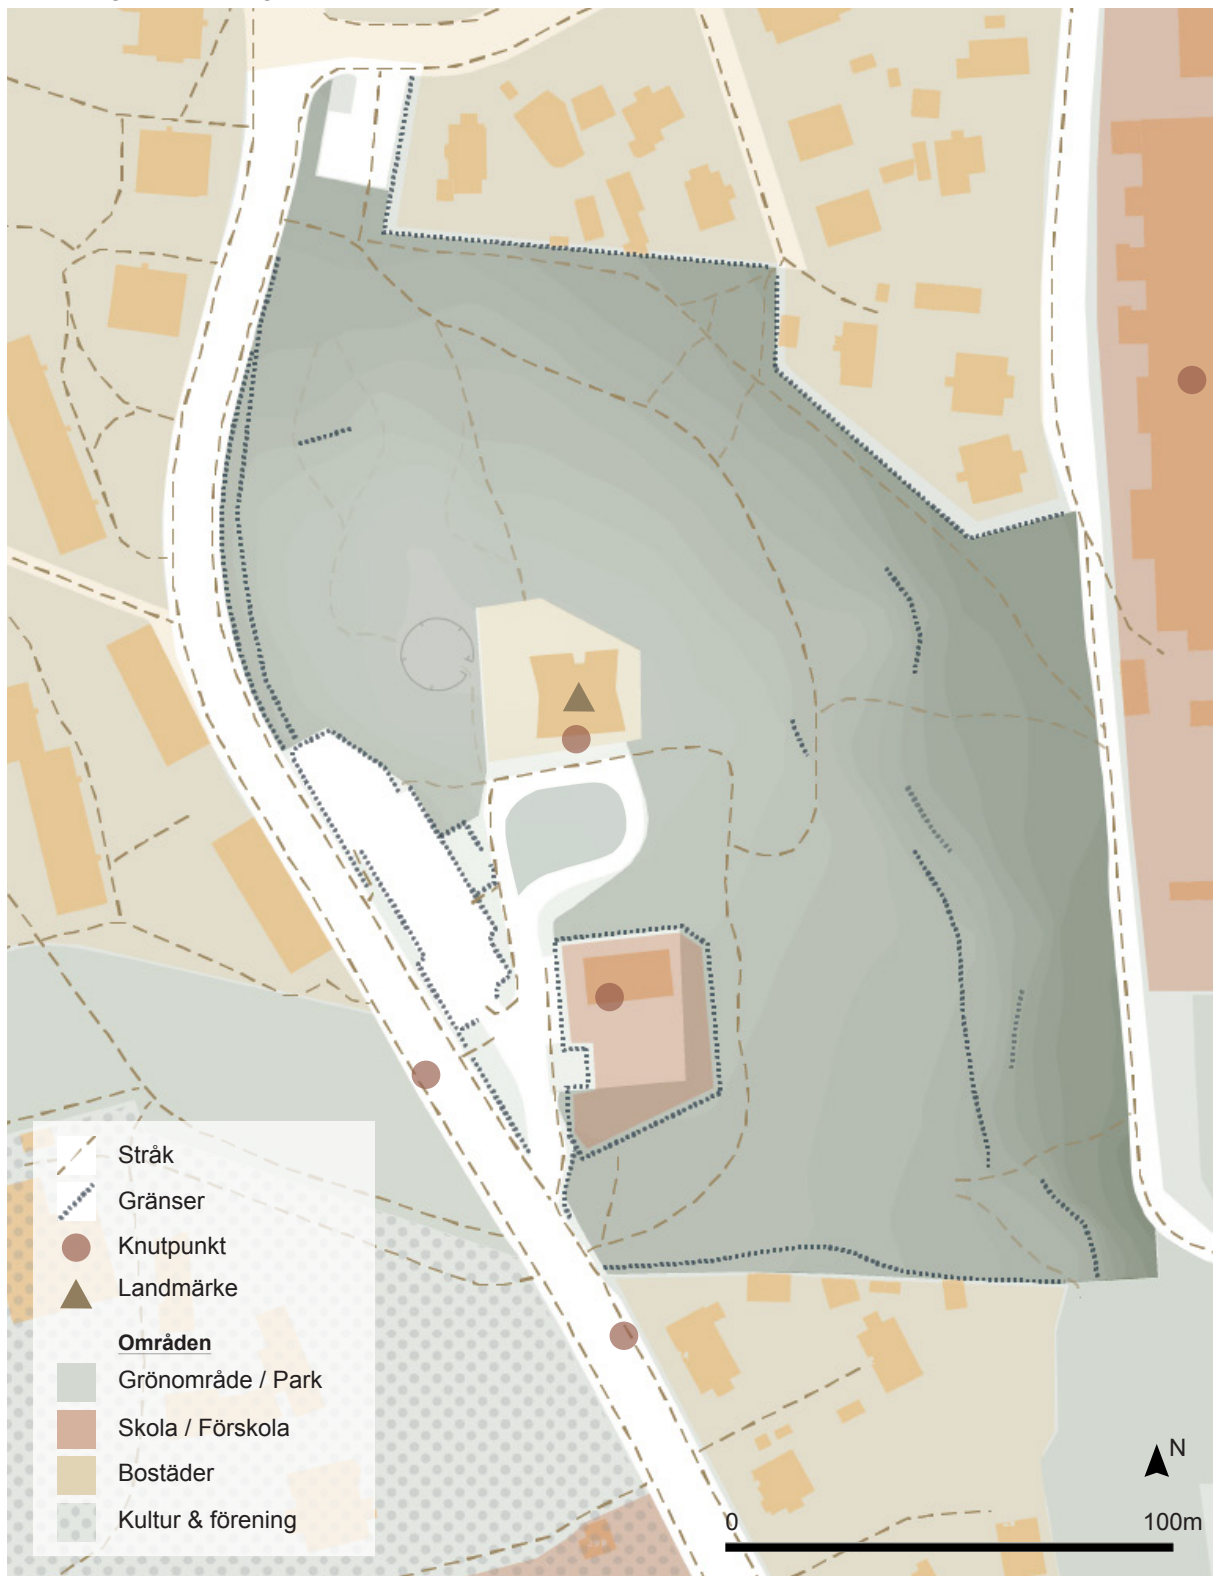 Stråk
Gränser
Knutpunkt
Landmärke
Områden
Grönområde / Park
Skola / Förskola
Bostäder
Kultur & förening
N
0
100m